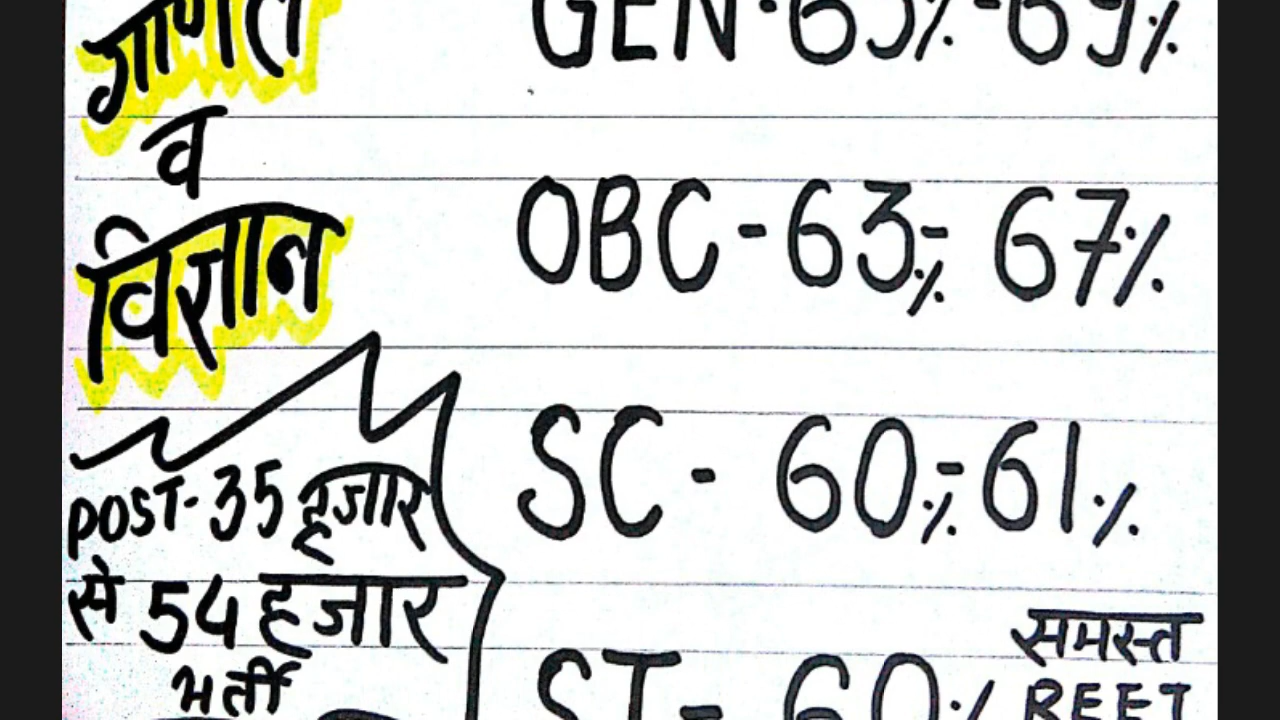 गणित
व
विज्ञान
POST-35 हजार
से 54 हजार
भर्ती
GEN-65%-69%
OBC-63%-67%
SC-60%-61%
ST-60%
समस्त
REET